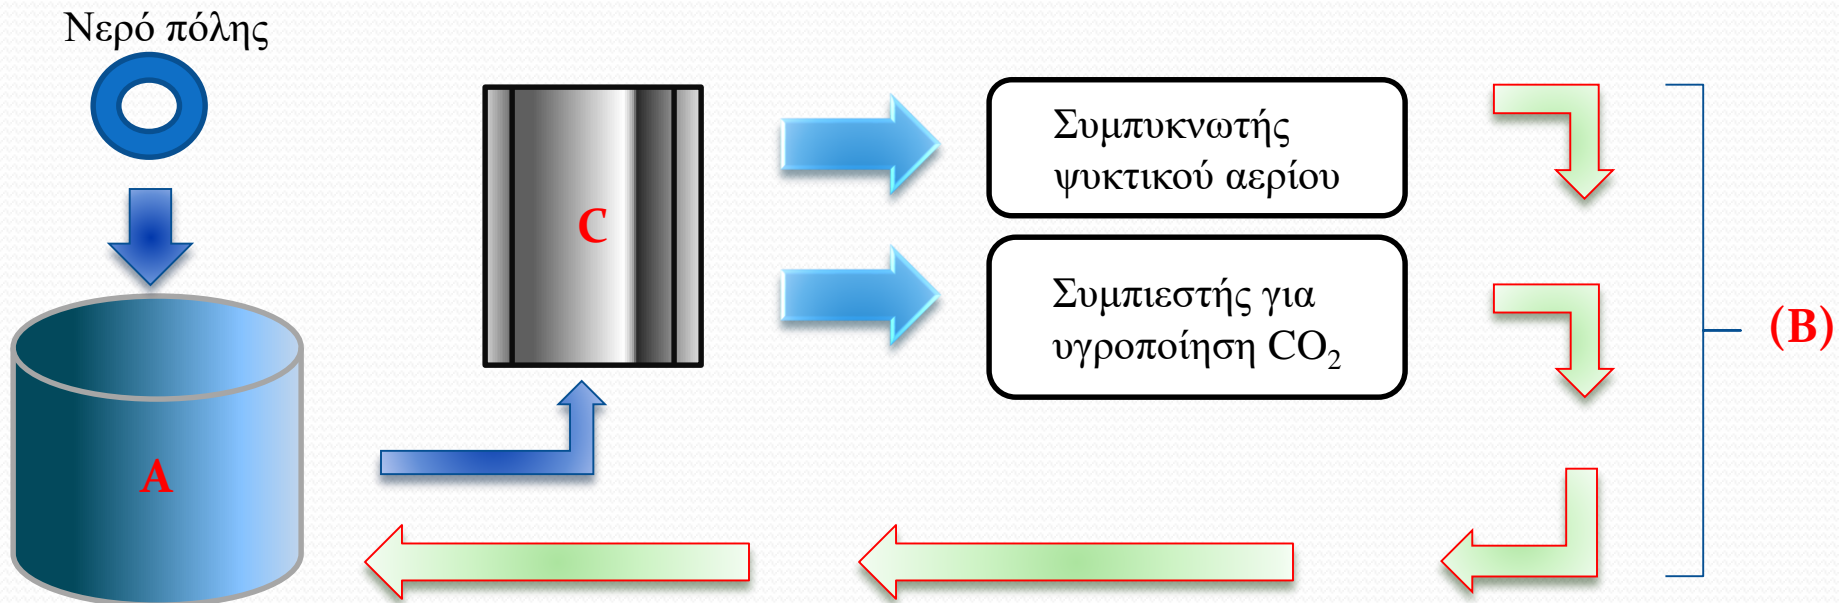 Νερό πόλης
C
Συμπυκνωτής
ψυκτικού αερίου
Συμπιεστής για
υγροποίηση CO₂
(B)
A